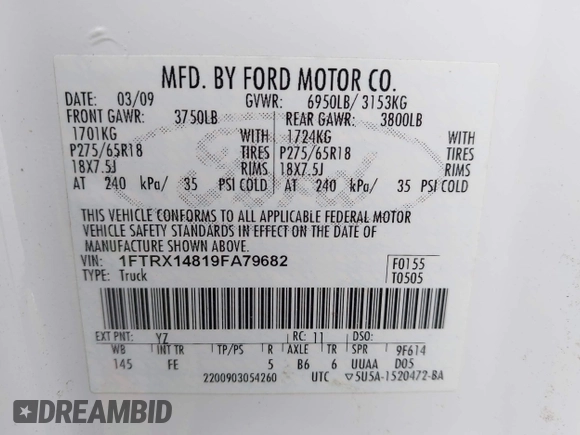 MFD. BY FORD MOTOR CO.
DATE: 03/09 GVWR: 6950LB/ 3153KG
FRONT GAWR: 3750LB REAR GAWR: 3800LB
1701KG WITH 1724KG WITH
P275/65R18 TIRES P275/65R18 TIRES
18X7.5J RIMS 18X7.5J RIMS
AT 240 kPa/ 35 PSI COLD AT 240 kPa/ 35 PSI COLD
THIS VEHICLE CONFORMS TO ALL APPLICABLE FEDERAL MOTOR
VEHICLE SAFETY STANDARDS IN EFFECT ON THE DATE OF
MANUFACTURE SHOWN ABOVE.
VIN: 1FTRX14819FA79682 F0155
TYPE: Truck T0505
EXT PNT: YZ RC: 11 DSO:
WB INT TR TP/PS R AXLE TR SPR 9F614
145 FE 5 B6 6 UUAA D05
2200903054260 UTC ▽5U5A-1520472-BA
Ford
DREAMBID